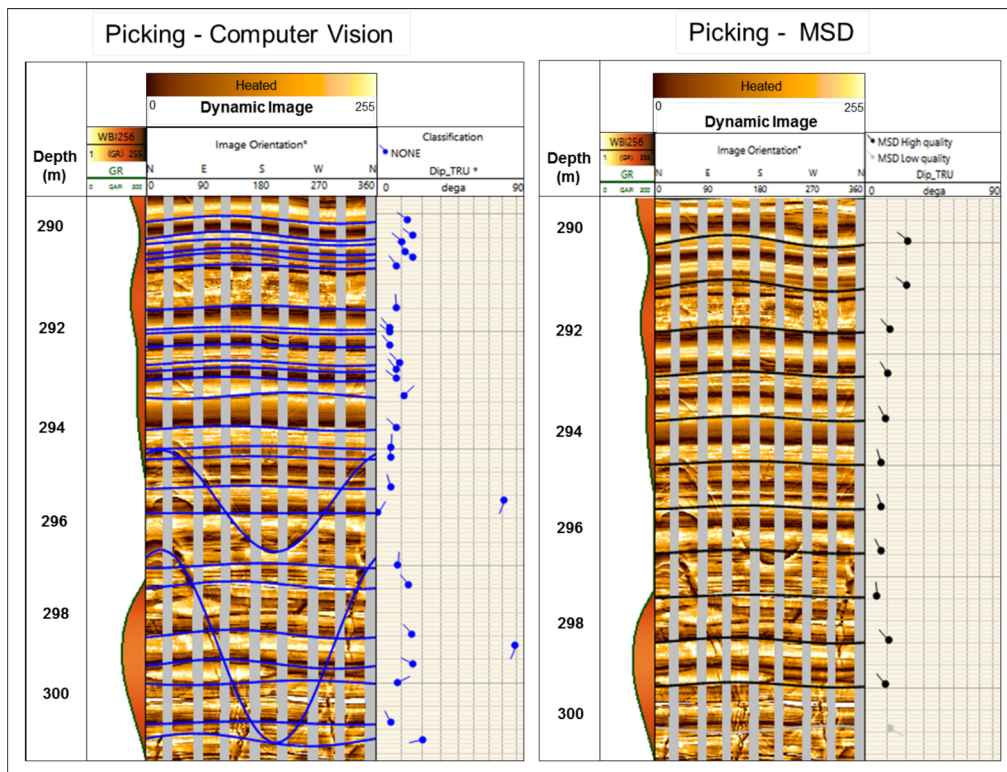 Picking - Computer Vision
Heated
0 255
Dynamic Image
WBI256
1 (GR) 255
GR
0 GAPI 200
Depth
(m)
Image Orientation°
N E S W N
0 90 180 270 360
Classification
NONE
Dip_TRU *
0 dega 90
290
292
294
296
298
300
Picking - MSD
Heated
0 255
Dynamic Image
WBI256
1 (GR) 255
GR
0 GAPI 200
Depth
(m)
Image Orientation°
N E S W N
0 90 180 270 360
MSD High quality
MSD Low quality
Dip_TRU
0 dega 90
290
292
294
296
298
300